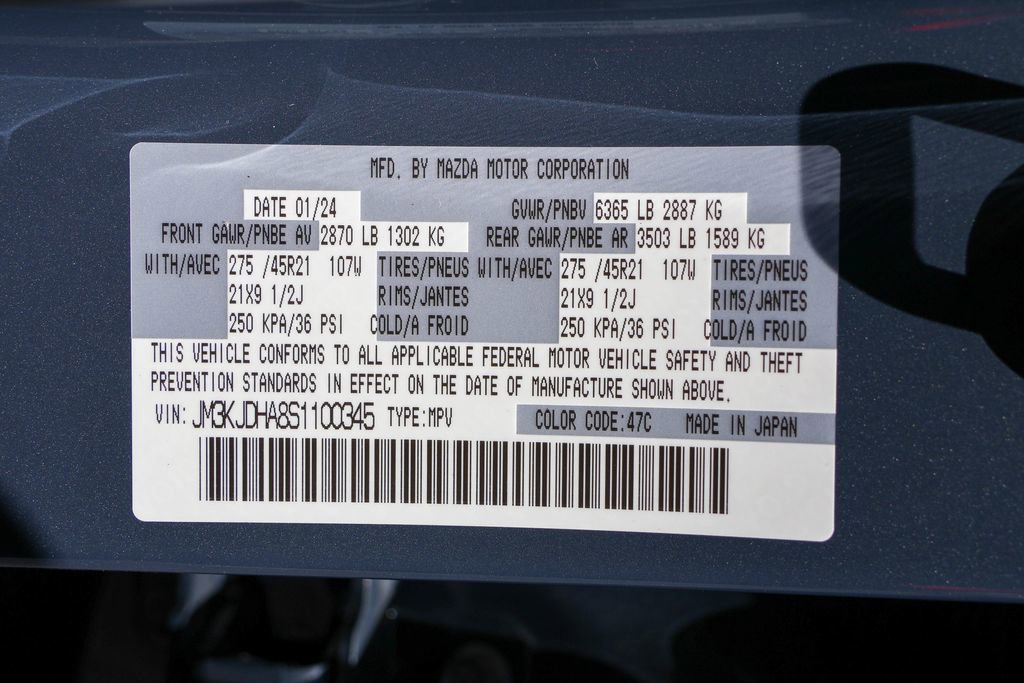 MFD. BY MAZDA MOTOR CORPORATION
DATE 01/24 GVWR/PNBV 6365 LB 2887 KG
FRONT GAWR/PNBE AV 2870 LB 1302 KG REAR GAWR/PNBE AR 3503 LB 1589 KG
WITH/AVEC 275 /45R21 107W TIRES/PNEUS WITH/AVEC 275 /45R21 107W TIRES/PNEUS
21X9 1/2J RIMS/JANTES 21X9 1/2J RIMS/JANTES
250 KPA/36 PSI COLD/A FROID 250 KPA/36 PSI COLD/A FROID
THIS VEHICLE CONFORMS TO ALL APPLICABLE FEDERAL MOTOR VEHICLE SAFETY AND THEFT
PREVENTION STANDARDS IN EFFECT ON THE DATE OF MANUFACTURE SHOWN ABOVE.
VIN: JM3KJDHA8S1100345 TYPE:MPV COLOR CODE:47C MADE IN JAPAN